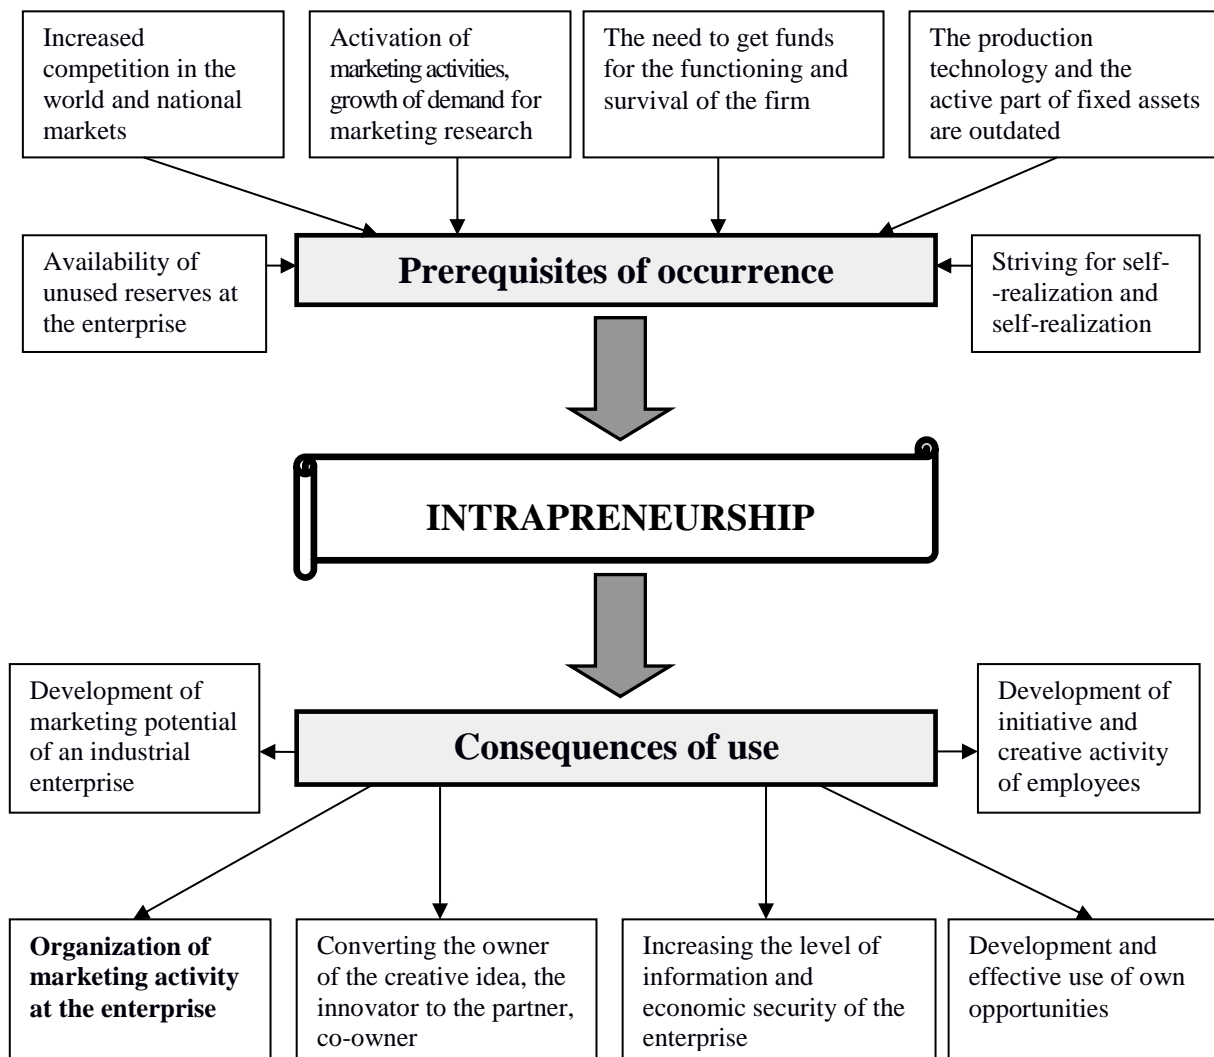 Increased
competition in the
world and national
markets
Activation of
marketing activities,
growth of demand for
marketing research
The need to get funds
for the functioning and
survival of the firm
The production
technology and the
active part of fixed assets
are outdated
Availability of
unused reserves at
the enterprise
Prerequisites of occurrence
Striving for self-
-realization and
self-realization
INTRAPRENEURSHIP
Development of
marketing potential
of an industrial
enterprise
Consequences of use
Development of
initiative and
creative activity
of employees
Organization of
marketing activity
at the enterprise
Converting the owner
of the creative idea, the
innovator to the partner,
co-owner
Increasing the level of
information and
economic security of the
enterprise
Development and
effective use of own
opportunities